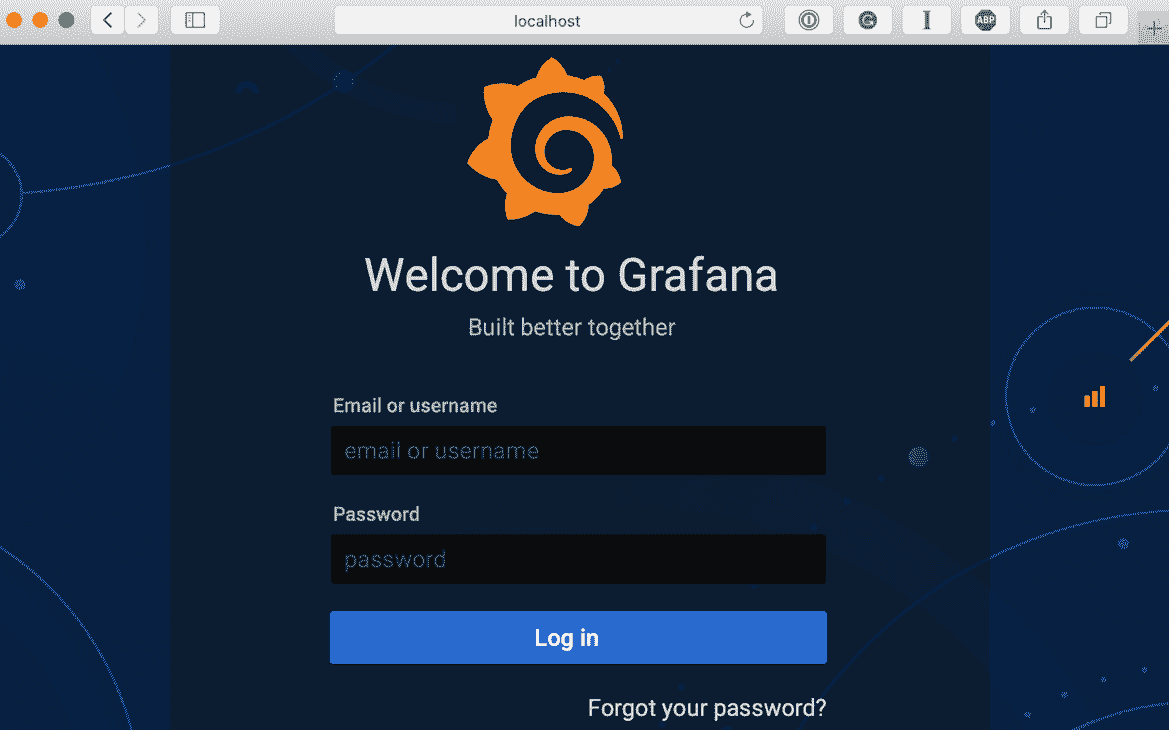 localhost
ABP
Welcome to Grafana
Built better together
Email or username
email or username
Password
password
Log in
Forgot your password?